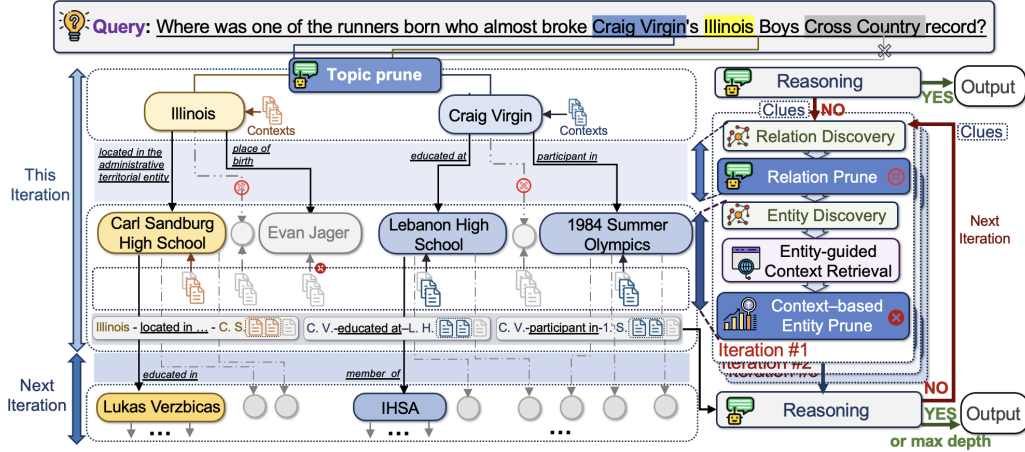 Query: Where was one of the runners born who almost broke Craig Virgin's Illinois Boys Cross Country record?
Topic prune
Illinois
Contexts
Craig Virgin
Contexts
located in the
administrative
territorial entity
place of
birth
educated at
participant in
This
Iteration
Carl Sandburg
High School
Evan Jager
Lebanon High
School
1984 Summer
Olympics
Illinois - located in ... - C. S.
C. V.-educated at–L. H.
C. V.-participant in-1. S.
Next
Iteration
educated in
member of
Lukas Verzbicas
IHSA
...
...
...
Reasoning
YES
Output
Clues
NO
Relation Discovery
Relation Prune
Entity Discovery
Entity-guided
Context Retrieval
Context–based
Entity Prune
Iteration #1
Iteration #2
Clues
Next
Iteration
NO
Reasoning
YES
Output
or max depth